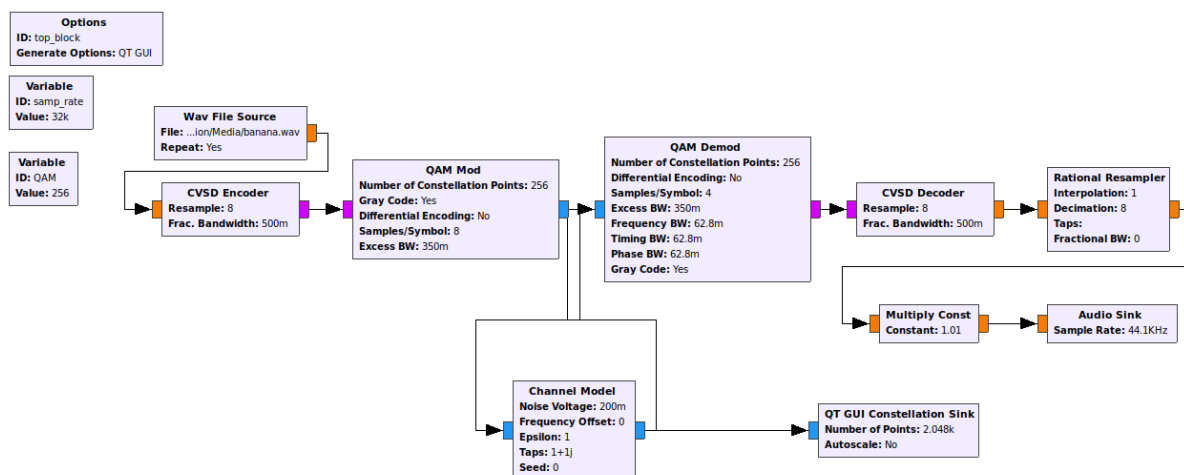 Options
ID: top_block
Generate Options: QT GUI
Variable
ID: samp_rate
Value: 32k
Variable
ID: QAM
Value: 256
Wav File Source
File: ...ion/Media/banana.wav
Repeat: Yes
CVSD Encoder
Resample: 8
Frac. Bandwidth: 500m
QAM Mod
Number of Constellation Points: 256
Gray Code: Yes
Differential Encoding: No
Samples/Symbol: 8
Excess BW: 350m
QAM Demod
Number of Constellation Points: 256
Differential Encoding: No
Samples/Symbol: 4
Excess BW: 350m
Frequency BW: 62.8m
Timing BW: 62.8m
Phase BW: 62.8m
Gray Code: Yes
CVSD Decoder
Resample: 8
Frac. Bandwidth: 500m
Rational Resampler
Interpolation: 1
Decimation: 8
Taps:
Fractional BW: 0
Multiply Const
Constant: 1.01
Audio Sink
Sample Rate: 44.1KHz
Channel Model
Noise Voltage: 200m
Frequency Offset: 0
Epsilon: 1
Taps: 1+1j
Seed: 0
QT GUI Constellation Sink
Number of Points: 2.048k
Autoscale: No